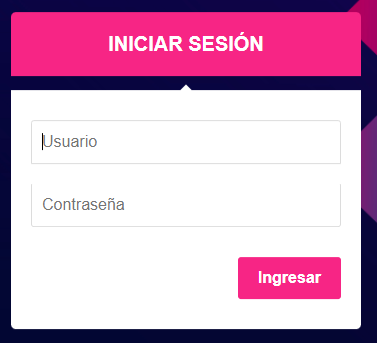 INICIAR SESIÓN
Usuario
Contraseña
Ingresar